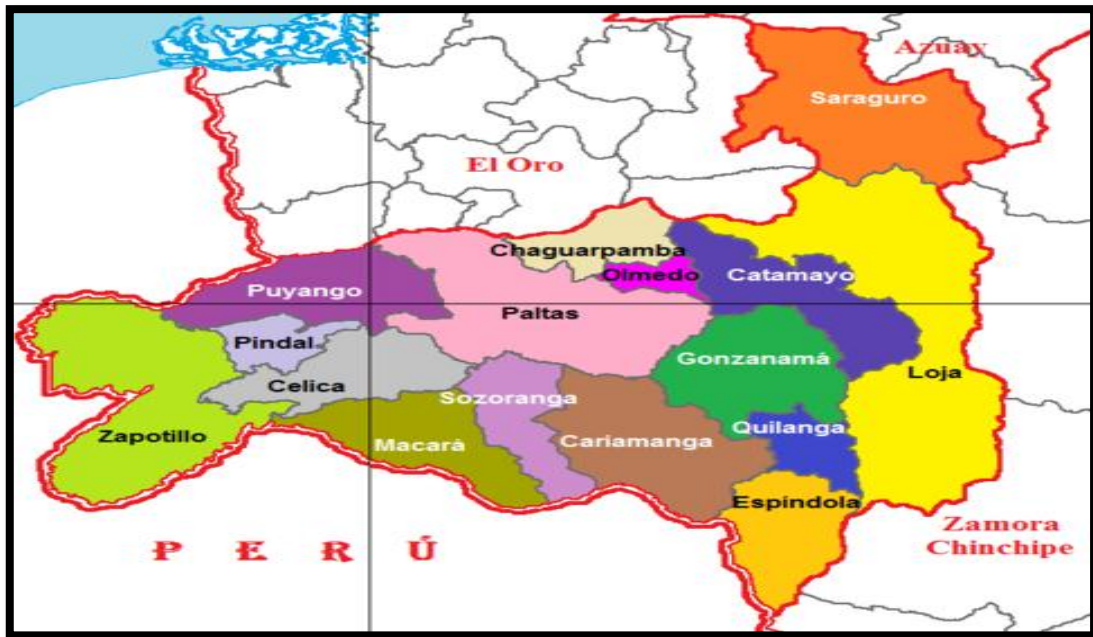 Azuay
Saraguro
El Oro
Chaguarpamba
Olmedo
Catamayo
Puyango
Paltas
Pindal
Gonzanamá
Celica
Loja
Sozoranga
Zapotillo
Macará
Cariamanga
Quilanga
Espíndola
Zamora
Chinchipe
P E R Ú